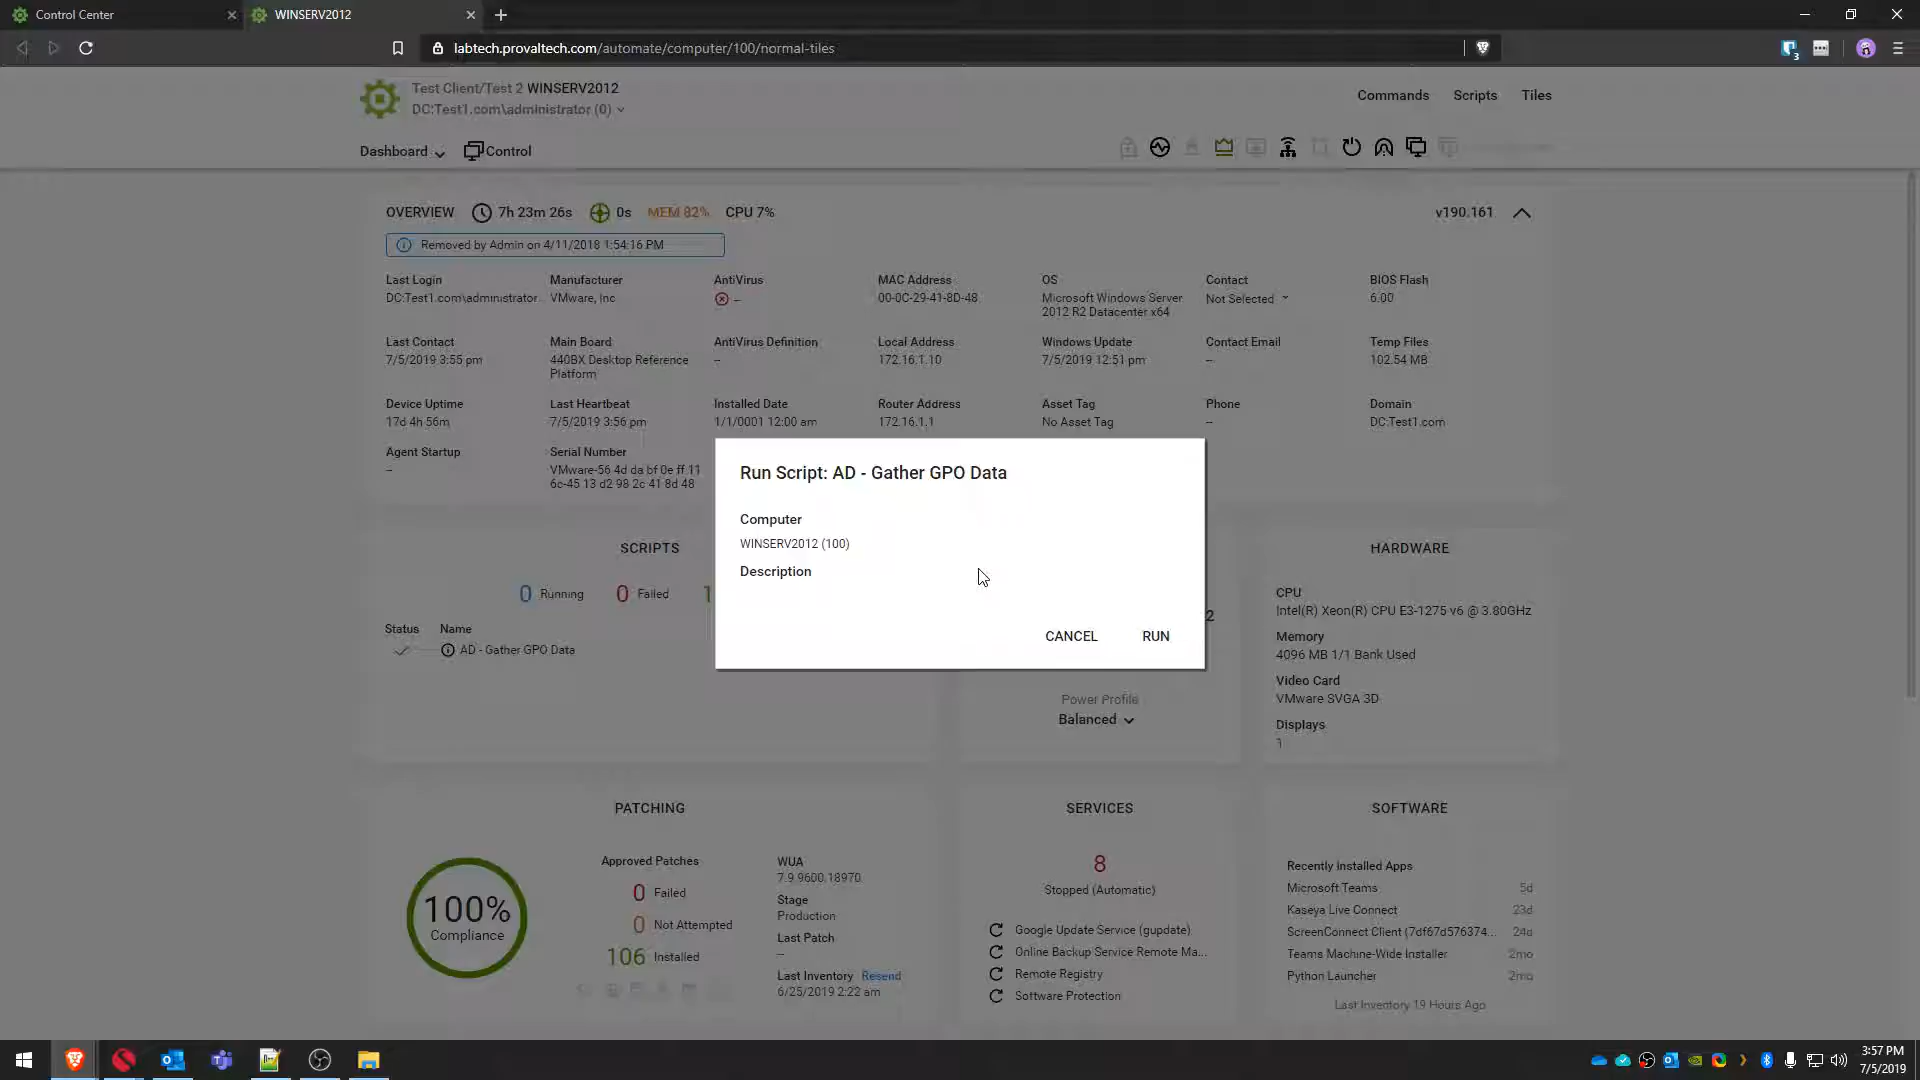 Control Center
WINSERV2012
labtech.provaltech.com/automate/computer/100/normal-tiles
3
Test Client/Test 2 WINSERV2012
DC:Test1.com\administrator (0)
Commands
Scripts
Tiles
Dashboard
Control
OVERVIEW
7h 23m 26s
0s
MEM 82%
CPU 7%
v190.161
Removed by Admin on 4/11/2018 1:54:16 PM
Last Login
DC:Test1.com\administrator
Manufacturer
VMware, Inc
AntiVirus
--
MAC Address
00-0C-29-41-8D-48
OS
Microsoft Windows Server
2012 R2 Datacenter x64
Contact
Not Selected
BIOS Flash
6.00
Last Contact
7/5/2019 3:55 pm
Main Board
440BX Desktop Reference
Platform
AntiVirus Definition
--
Local Address
172.16.1.10
Windows Update
7/5/2019 12:51 pm
Contact Email
--
Temp Files
102.54 MB
Device Uptime
17d 4h 56m
Last Heartbeat
7/5/2019 3:56 pm
Installed Date
1/1/0001 12:00 am
Router Address
172.16.1.1
Asset Tag
No Asset Tag
Phone
--
Domain
DC:Test1.com
Agent Startup
--
Serial Number
VMware-56 4d da bf 0e ff 11
6c-45 13 d2 98 2c 41 8d 48
Run Script: AD - Gather GPO Data
Computer
WINSERV2012 (100)
Description
CANCEL
RUN
SCRIPTS
0 Running
0 Failed
1
Status
Name
AD - Gather GPO Data
2
Power Profile
Balanced
HARDWARE
CPU
Intel(R) Xeon(R) CPU E3-1275 v6 @ 3.80GHz
Memory
4096 MB 1/1 Bank Used
Video Card
VMware SVGA 3D
Displays
1
PATCHING
100%
Compliance
Approved Patches
0 Failed
0 Not Attempted
106 Installed
WUA
7.9.9600.18970
Stage
Production
Last Patch
--
Last Inventory Resend
6/25/2019 2:22 am
SERVICES
8
Stopped (Automatic)
Google Update Service (gupdate)
Online Backup Service Remote Ma...
Remote Registry
Software Protection
SOFTWARE
Recently Installed Apps
Microsoft Teams 5d
Kaseya Live Connect 23d
ScreenConnect Client (7df67d576374... 24d
Teams Machine-Wide Installer 2mo
Python Launcher 2mo
Last Inventory 19 Hours Ago
3:57 PM
7/5/2019